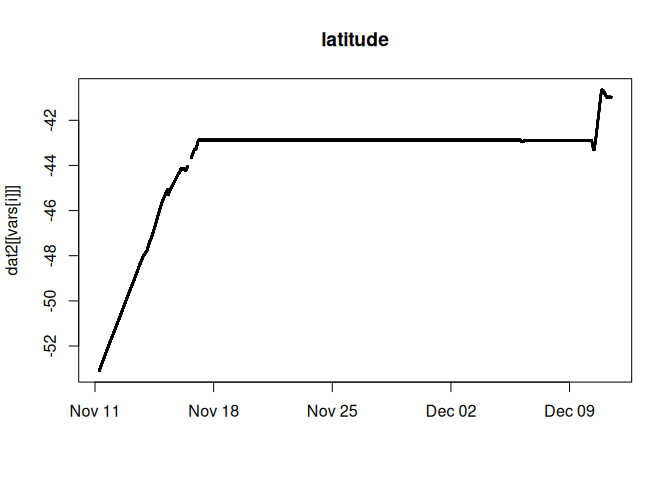 latitude
dat2[[vars[i]]]
-42
-44
-46
-48
-50
-52
Nov 11
Nov 18
Nov 25
Dec 02
Dec 09